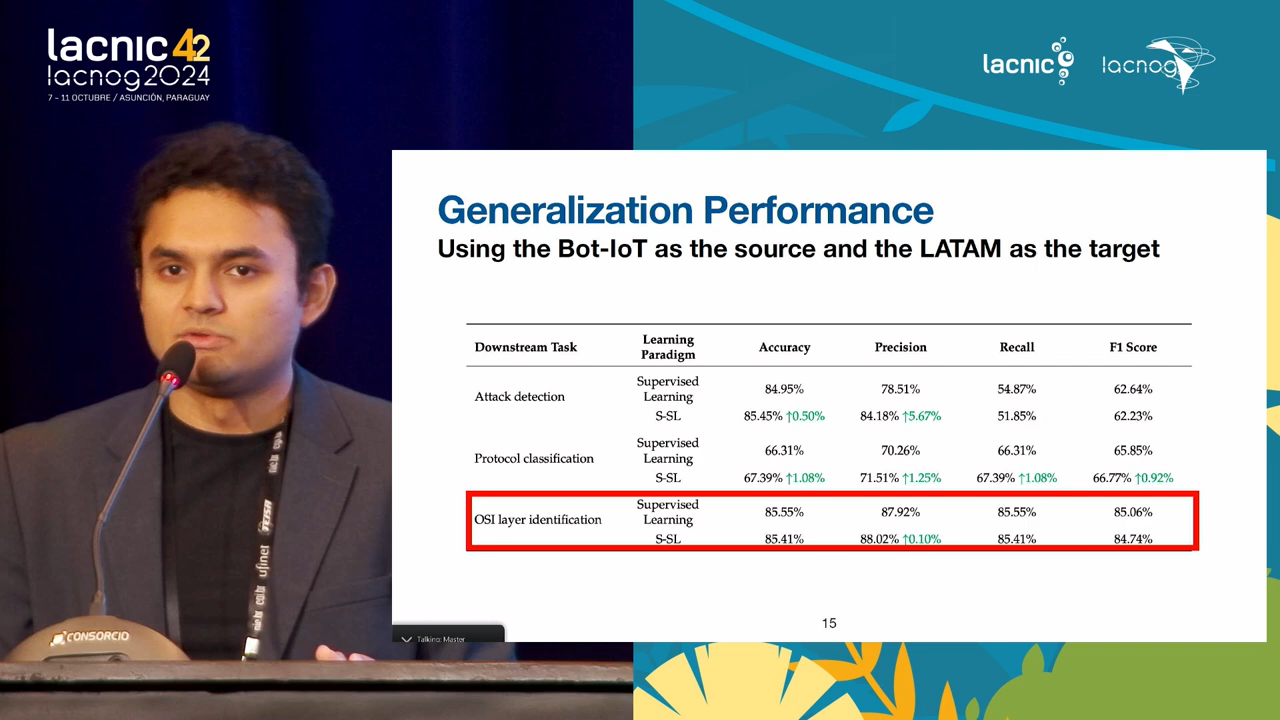 lacnic 42
lacnog2024
7 - 11 OCTUBRE / ASUNCIÓN, PARAGUAY
lacnic
lacnog
Generalization Performance
Using the Bot-IoT as the source and the LATAM as the target
Downstream Task Learning Paradigm Accuracy Precision Recall F1 Score
Attack detection Supervised Learning 84.95% 78.51% 54.87% 62.64%
S-SL 85.45% ↑0.50% 84.18% ↑5.67% 51.85% 62.23%
Protocol classification Supervised Learning 66.31% 70.26% 66.31% 65.85%
S-SL 67.39% ↑1.08% 71.51% ↑1.25% 67.39% ↑1.08% 66.77% ↑0.92%
OSI layer identification Supervised Learning 85.55% 87.92% 85.55% 85.06%
S-SL 85.41% 88.02% ↑0.10% 85.41% 84.74%
15
Talking: Master
CONSORCIO
nic.br
ufinet